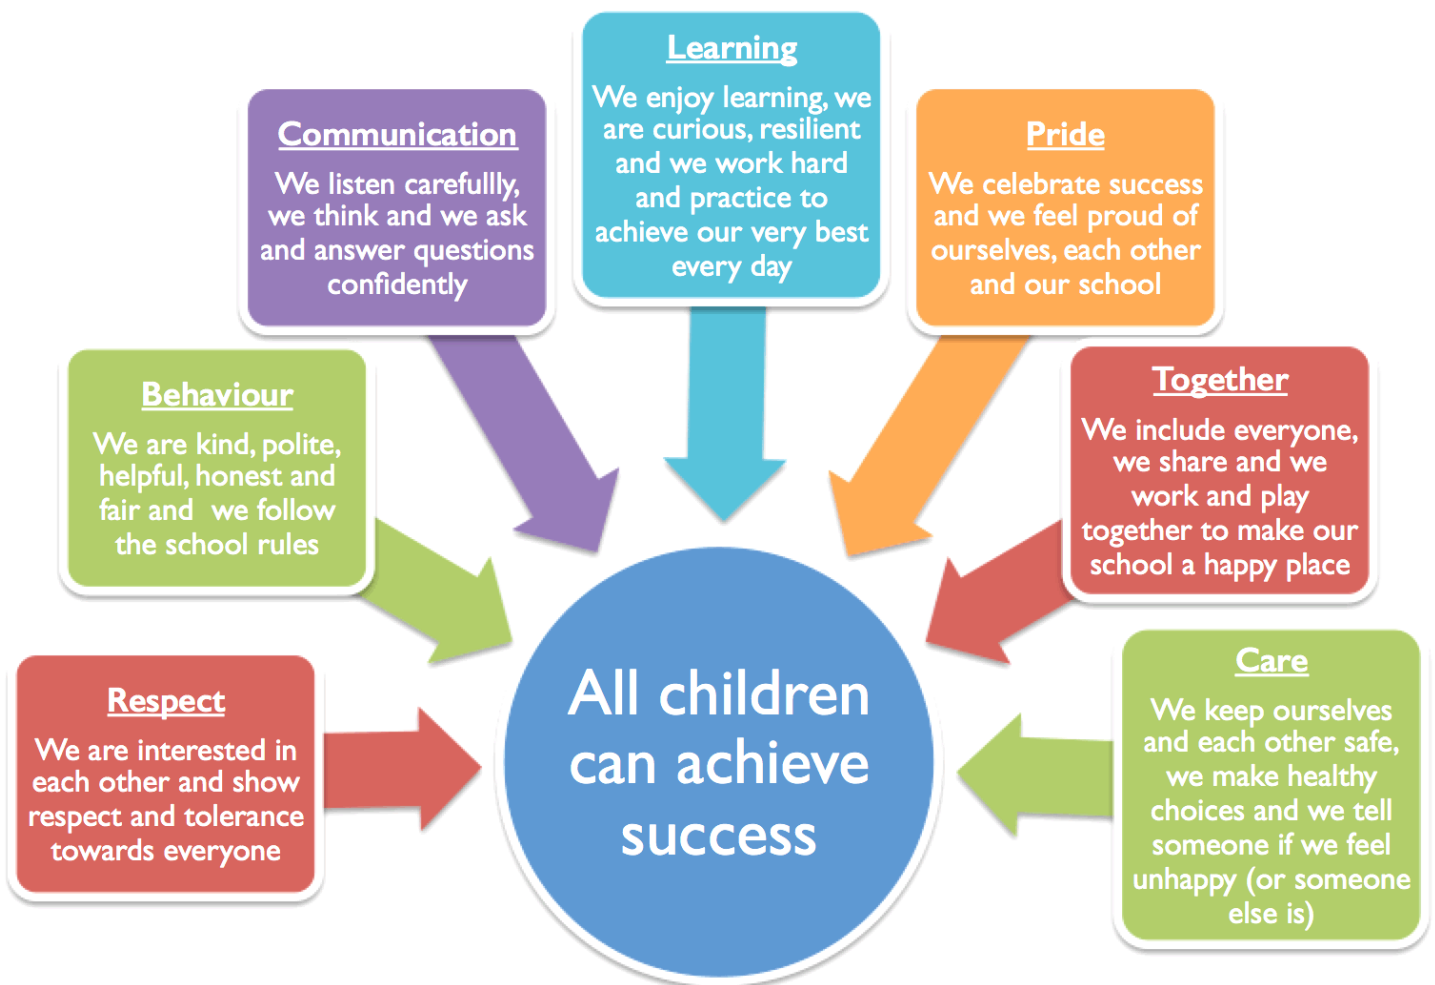 Learning
We enjoy learning, we
are curious, resilient
and we work hard
and practice to
achieve our very best
every day
Communication
We listen carefullly,
we think and we ask
and answer questions
confidently
Pride
We celebrate success
and we feel proud of
ourselves, each other
and our school
Behaviour
We are kind, polite,
helpful, honest and
fair and  we follow
the school rules
Together
We include everyone,
we share and we
work and play
together to make our
school a happy place
Respect
We are interested in
each other and show
respect and tolerance
towards everyone
Care
We keep ourselves
and each other safe,
we make healthy
choices and we tell
someone if we feel
unhappy (or someone
else is)
All children
can achieve
success